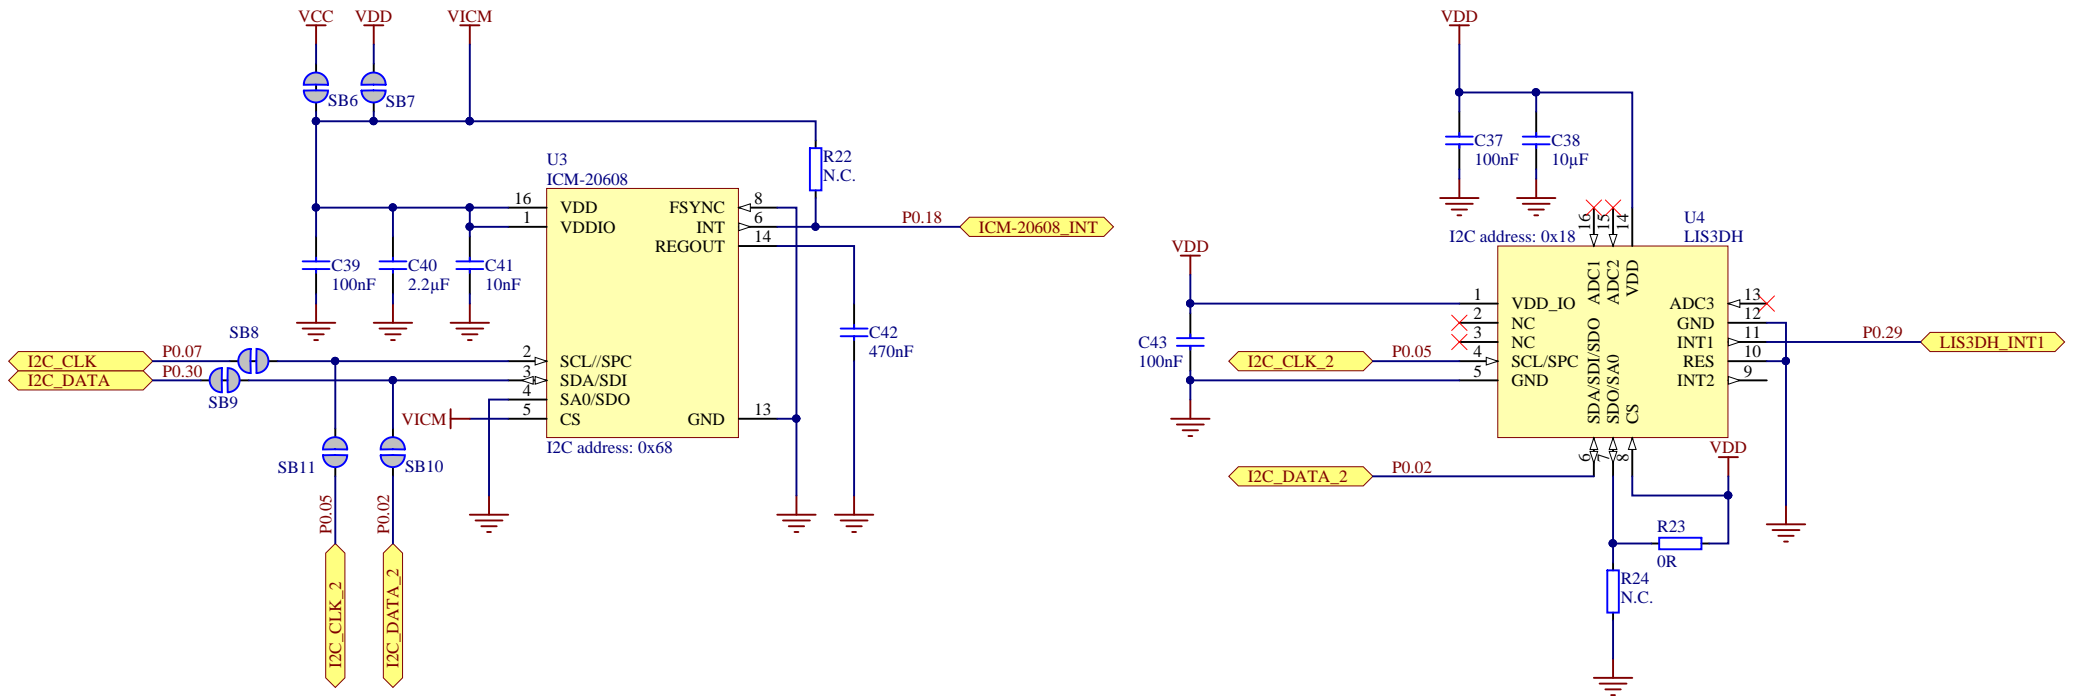 VCC
VDD
VICM
SB6
SB7
R22
N.C.
U3
ICM-20608
16
VDD
1
VDDIO
FSYNC
8
INT
6
REGOUT
14
P0.18
ICM-20608_INT
C39
100nF
C40
2.2µF
C41
10nF
C42
470nF
I2C_CLK
P0.07
SB8
I2C_DATA
P0.30
SB9
2
SCL//SPC
3
SDA/SDI
4
SA0/SDO
5
CS
VICM
GND
13
I2C address: 0x68
SB11
SB10
P0.05
P0.02
I2C_CLK_2
I2C_DATA_2
VDD
C37
100nF
C38
10µF
16
15
14
U4
LIS3DH
I2C address: 0x18
ADC1
ADC2
VDD
VDD
C43
100nF
1
VDD_IO
2
NC
3
NC
4
SCL/SPC
5
GND
ADC3
13
GND
12
INT1
11
RES
10
INT2
9
P0.29
LIS3DH_INT1
I2C_CLK_2
P0.05
SDA/SDI/SDO
SDO/SA0
CS
6
7
8
I2C_DATA_2
P0.02
VDD
R23
0R
R24
N.C.